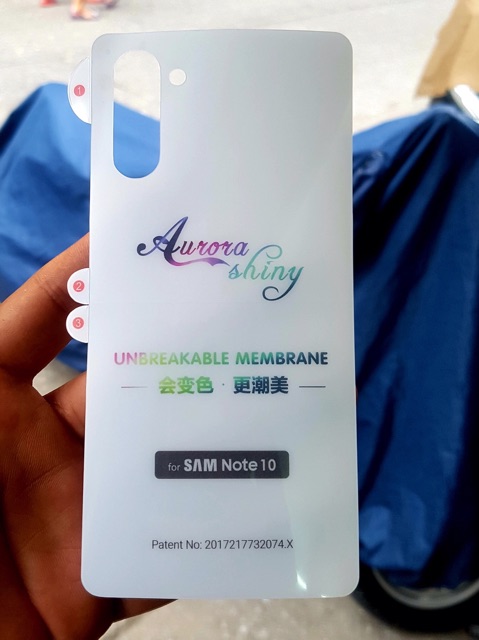 1
Aurora
shiny
2
3
UNBREAKABLE MEMBRANE
会变色 · 更潮美
for SAM Note 10
Patent No: 2017217732074.X